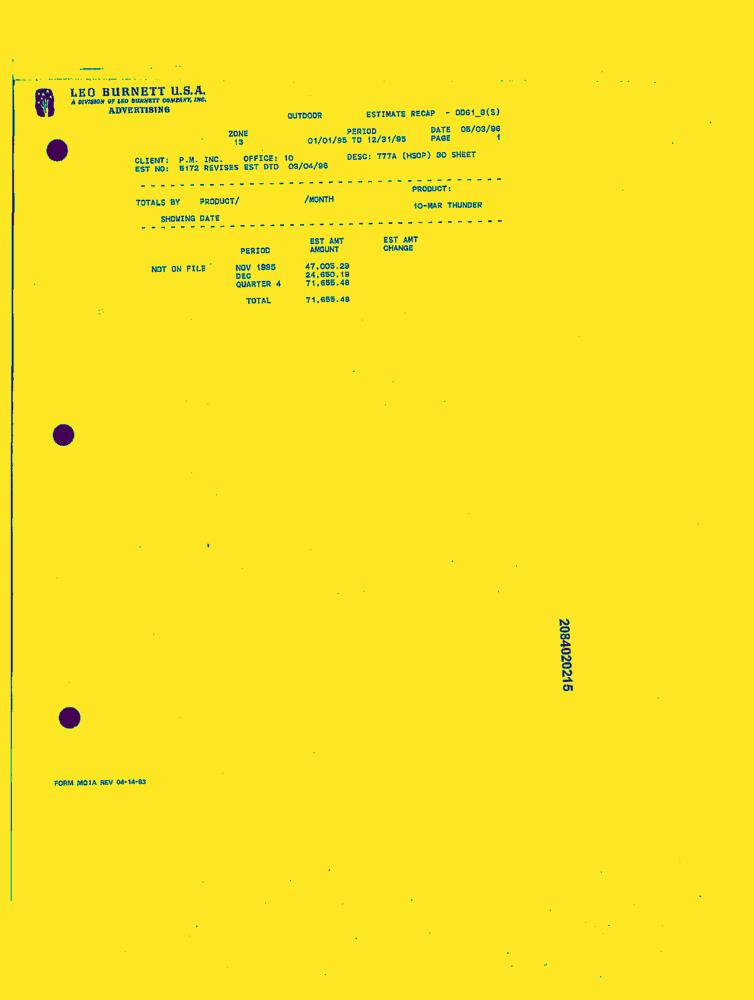 LEO BURNETT U.S.A.
A DIVISION OF LEO BURNETT COMPANY, INC.
ADVERTISING
OUTDOOR ESTIMATE RECAP - OD61_3(S)
ZONE PERIOD DATE 05/03/96
13 01/01/95 TO 12/31/95 PAGE 1
CLIENT: P.M. INC. OFFICE: 10 DESC: 777A (HSOP) 30 SHEET
EST NO: 5172 REVISES EST DTD 03/04/96
PRODUCT:
TOTALS BY PRODUCT/ /MONTH
10-MAR THUNDER
SHOWING DATE
EST AMT EST AMT
PERIOD AMOUNT CHANGE
NOT ON FILE NOV 1995 47,005.29
DEC 24,650.19
QUARTER 4 71,655.48
TOTAL 71,655.48
2084020215
FORM MO1A REV 04-14-83